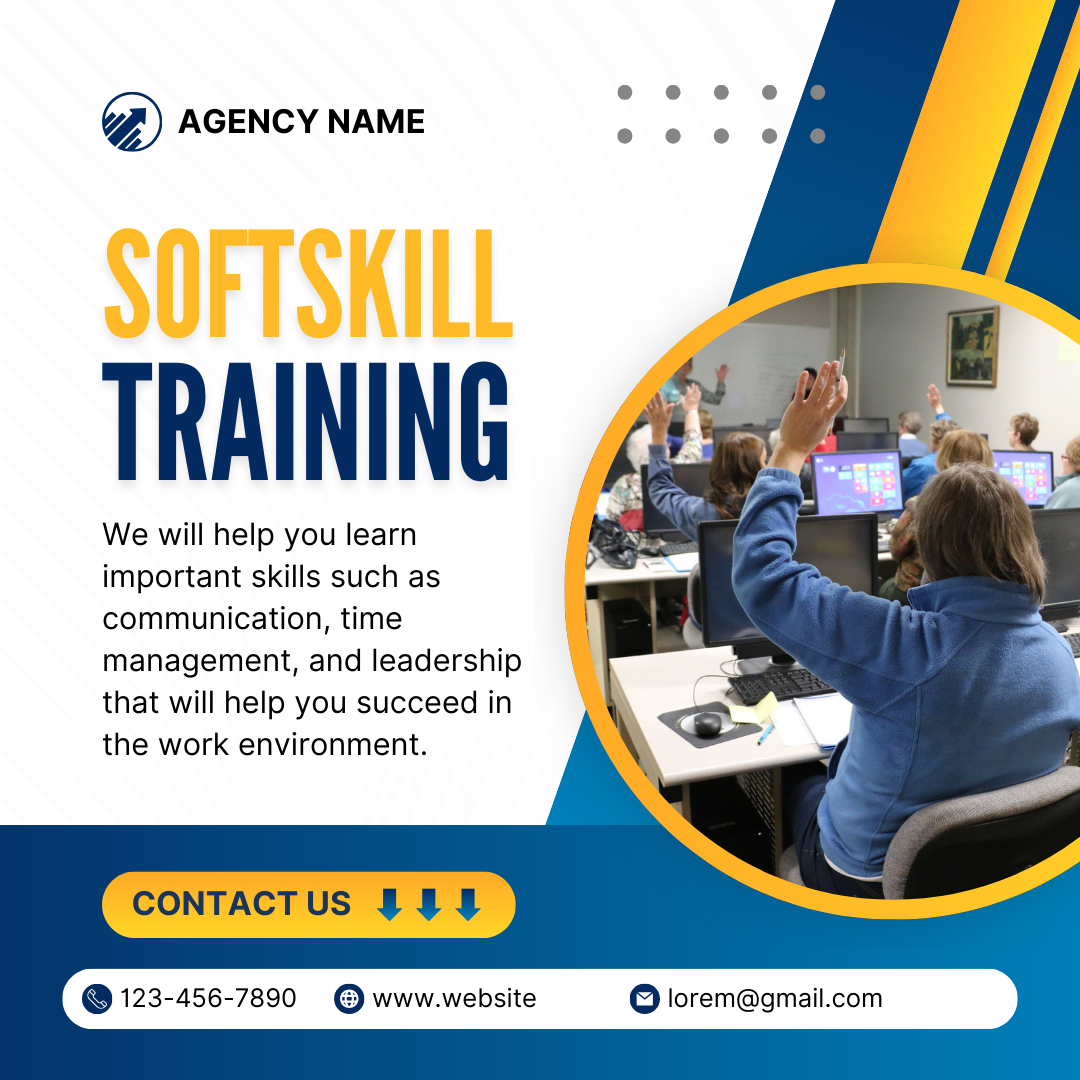 AGENCY NAME
SOFTSKILL
TRAINING
We will help you learn
important skills such as
communication, time
management, and leadership
that will help you succeed in
the work environment.
CONTACT US
123-456-7890 www.website lorem@gmail.com